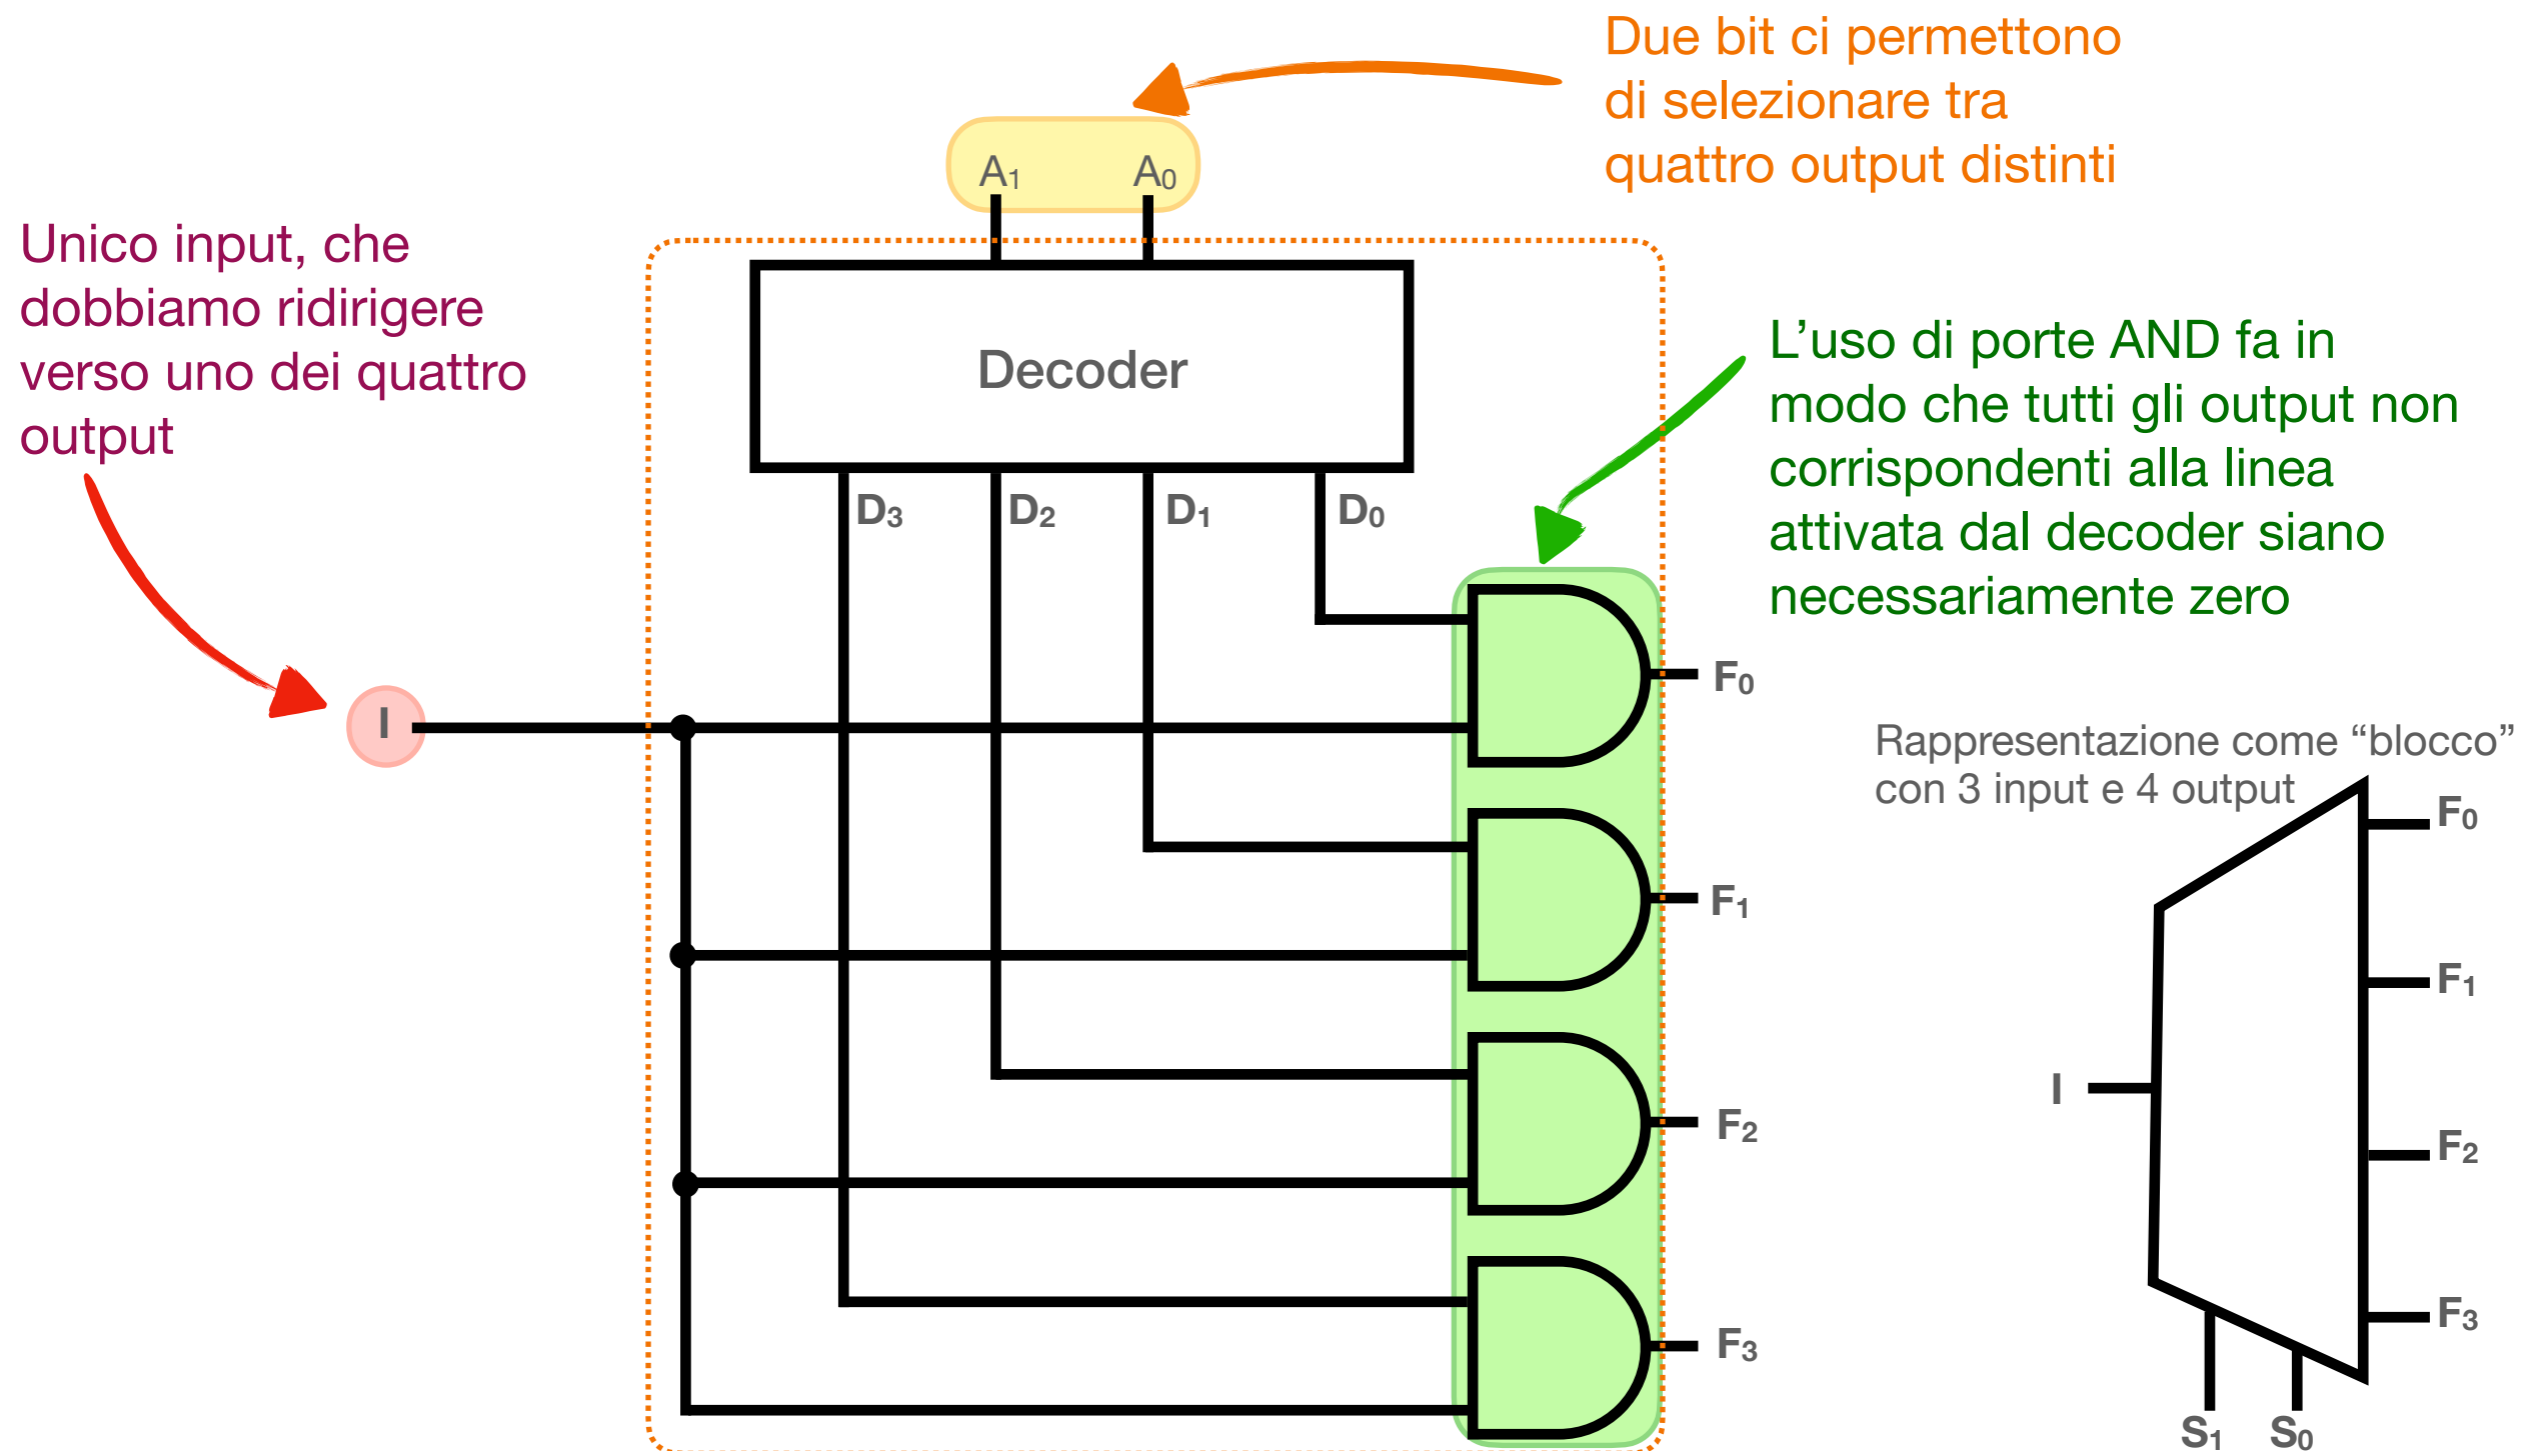 Due bit ci permettono
di selezionare tra
quattro output distinti
A1 A0
Unico input, che
dobbiamo ridirigere
verso uno dei quattro
output
Decoder
L’uso di porte AND fa in
modo che tutti gli output non
corrispondenti alla linea
attivata dal decoder siano
necessariamente zero
D3 D2 D1 D0
I
F0
F1
F2
F3
Rappresentazione come “blocco”
con 3 input e 4 output
F0
F1
I
F2
F3
S1 S0